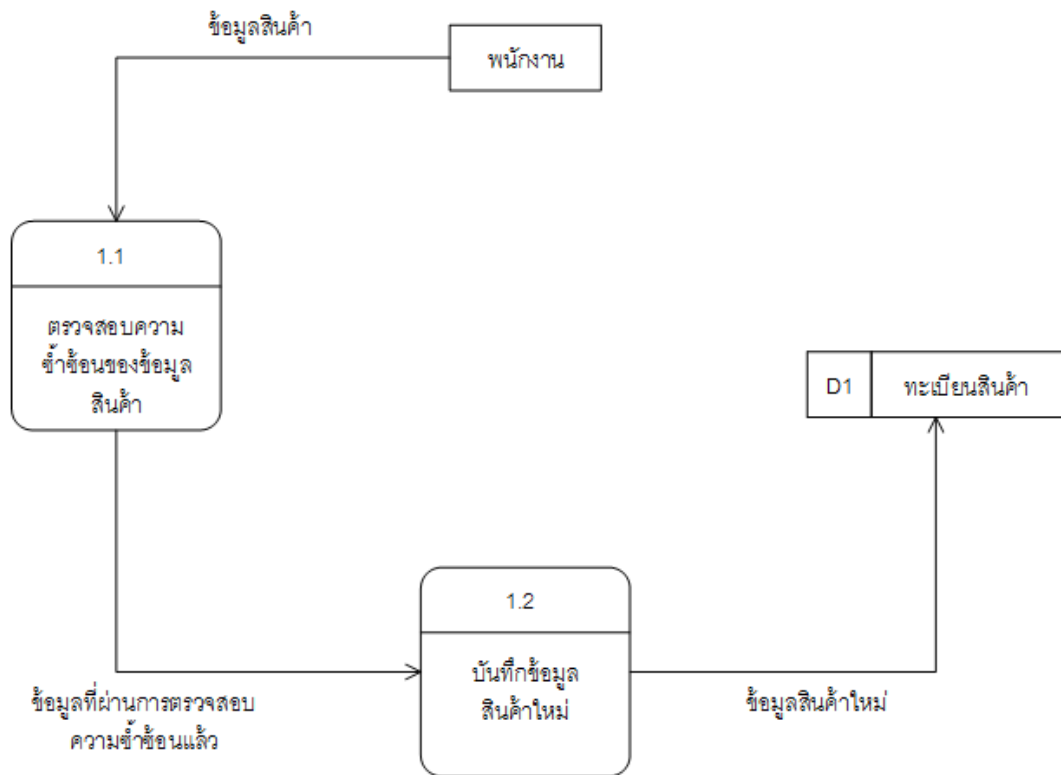 ข้อมูลสินค้า
พนักงาน
1.1
ตรวจสอบความ
ซ้ำซ้อนของข้อมูล
สินค้า
D1
ทะเบียนสินค้า
1.2
บันทึกข้อมูล
สินค้าใหม่
ข้อมูลที่ผ่านการตรวจสอบ
ความซ้ำซ้อนแล้ว
ข้อมูลสินค้าใหม่